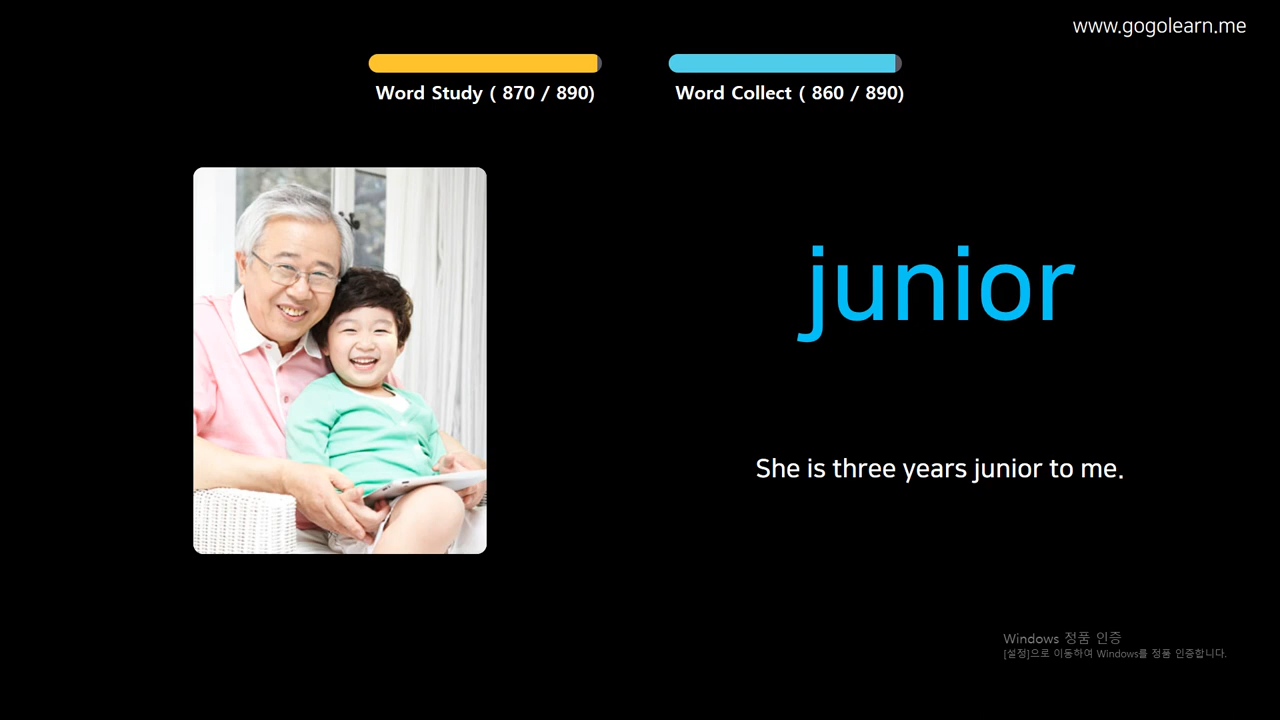 www.gogolearn.me
Word Study ( 870 / 890)
Word Collect ( 860 / 890)
junior
She is three years junior to me.
Windows 정품 인증
[설정]으로 이동하여 Windows를 정품 인증합니다.